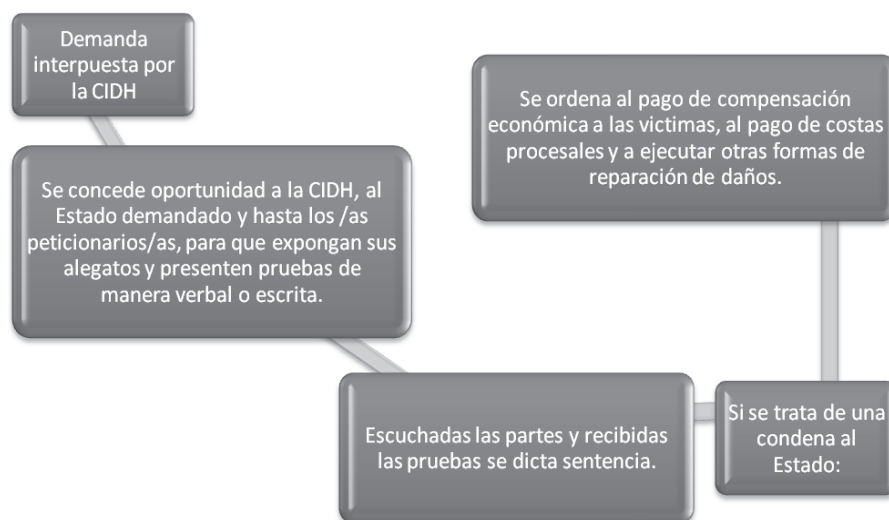 Demanda
interpuesta por
la CIDH
Se concede oportunidad a la CIDH, al
Estado demandado y hasta los /as
peticionarios/as, para que expongan sus
alegatos y presenten pruebas de
manera verbal o escrita.
Escuchadas las partes y recibidas
las pruebas se dicta sentencia.
Si se trata de una
condena al
Estado:
Se ordena al pago de compensación
económica a las victimas, al pago de costas
procesales y a ejecutar otras formas de
reparación de daños.